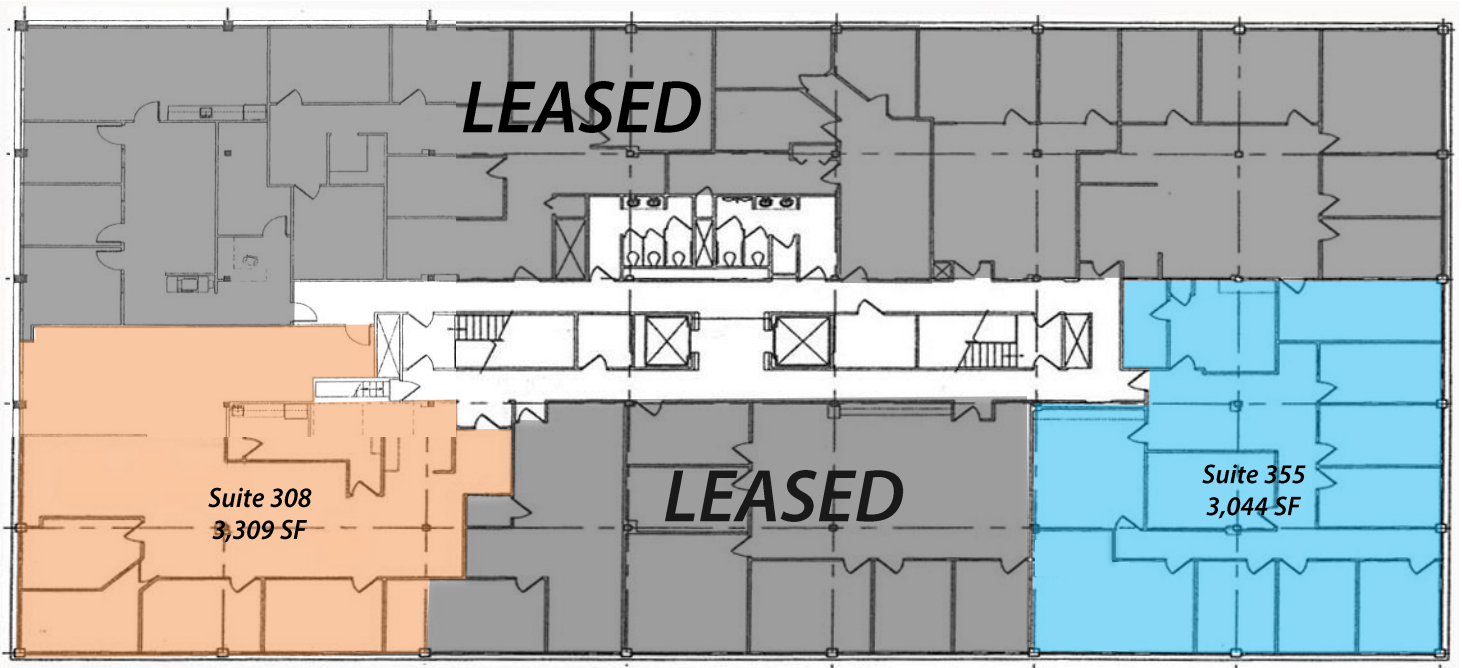 LEASED
LEASED
Suite 308
3,309 SF
Suite 355
3,044 SF